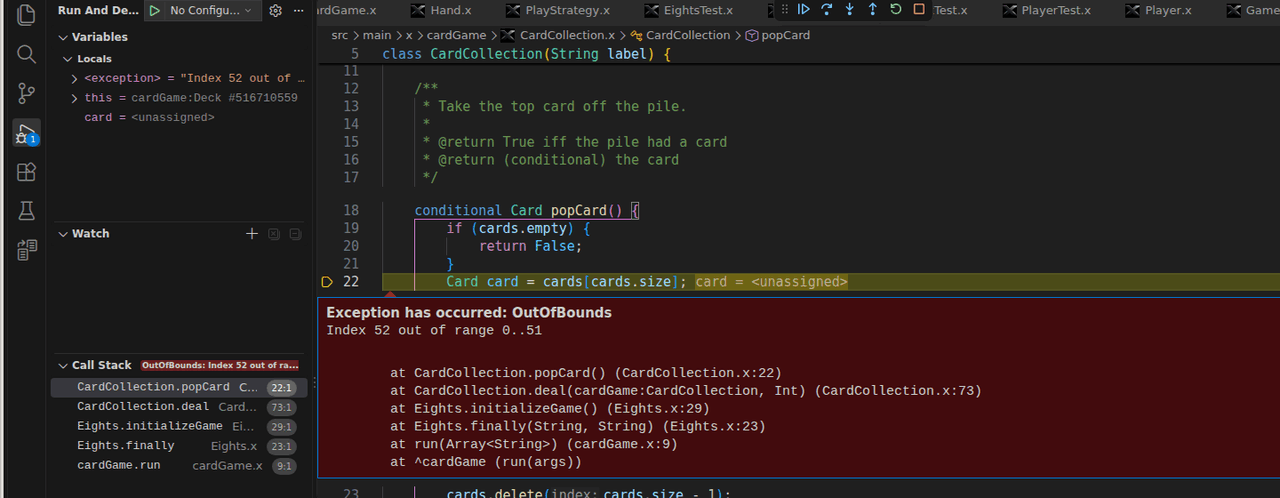 Run And De...
No Configu...
rdGame.x
Hand.x
PlayStrategy.x
EightsTest.x
Test.x
PlayerTest.x
Player.x
Game
Variables
Locals
<exception> = "Index 52 out of ...
this = cardGame:Deck #516710559
card = <unassigned>
1
Watch
Call Stack
OutOfBounds: Index 52 out of ra...
CardCollection.popCard C... 22:1
CardCollection.deal Card... 73:1
Eights.initializeGame Ei... 29:1
Eights.finally Eights.x 23:1
cardGame.run cardGame.x 9:1
src > main > x > cardGame > CardCollection.x > CardCollection > popCard
5 class CardCollection(String label) {
11
12 /**
13 * Take the top card off the pile.
14 *
15 * @return True iff the pile had a card
16 * @return (conditional) the card
17 */
18 conditional Card popCard() {
19 if (cards.empty) {
20 return False;
21 }
22 Card card = cards[cards.size]; card = <unassigned>
Exception has occurred: OutOfBounds
Index 52 out of range 0..51
at CardCollection.popCard() (CardCollection.x:22)
at CardCollection.deal(cardGame:CardCollection, Int) (CardCollection.x:73)
at Eights.initializeGame() (Eights.x:29)
at Eights.finally(String, String) (Eights.x:23)
at run(Array<String>) (cardGame.x:9)
at ^cardGame (run(args))
23 cards.delete(index: cards.size - 1);